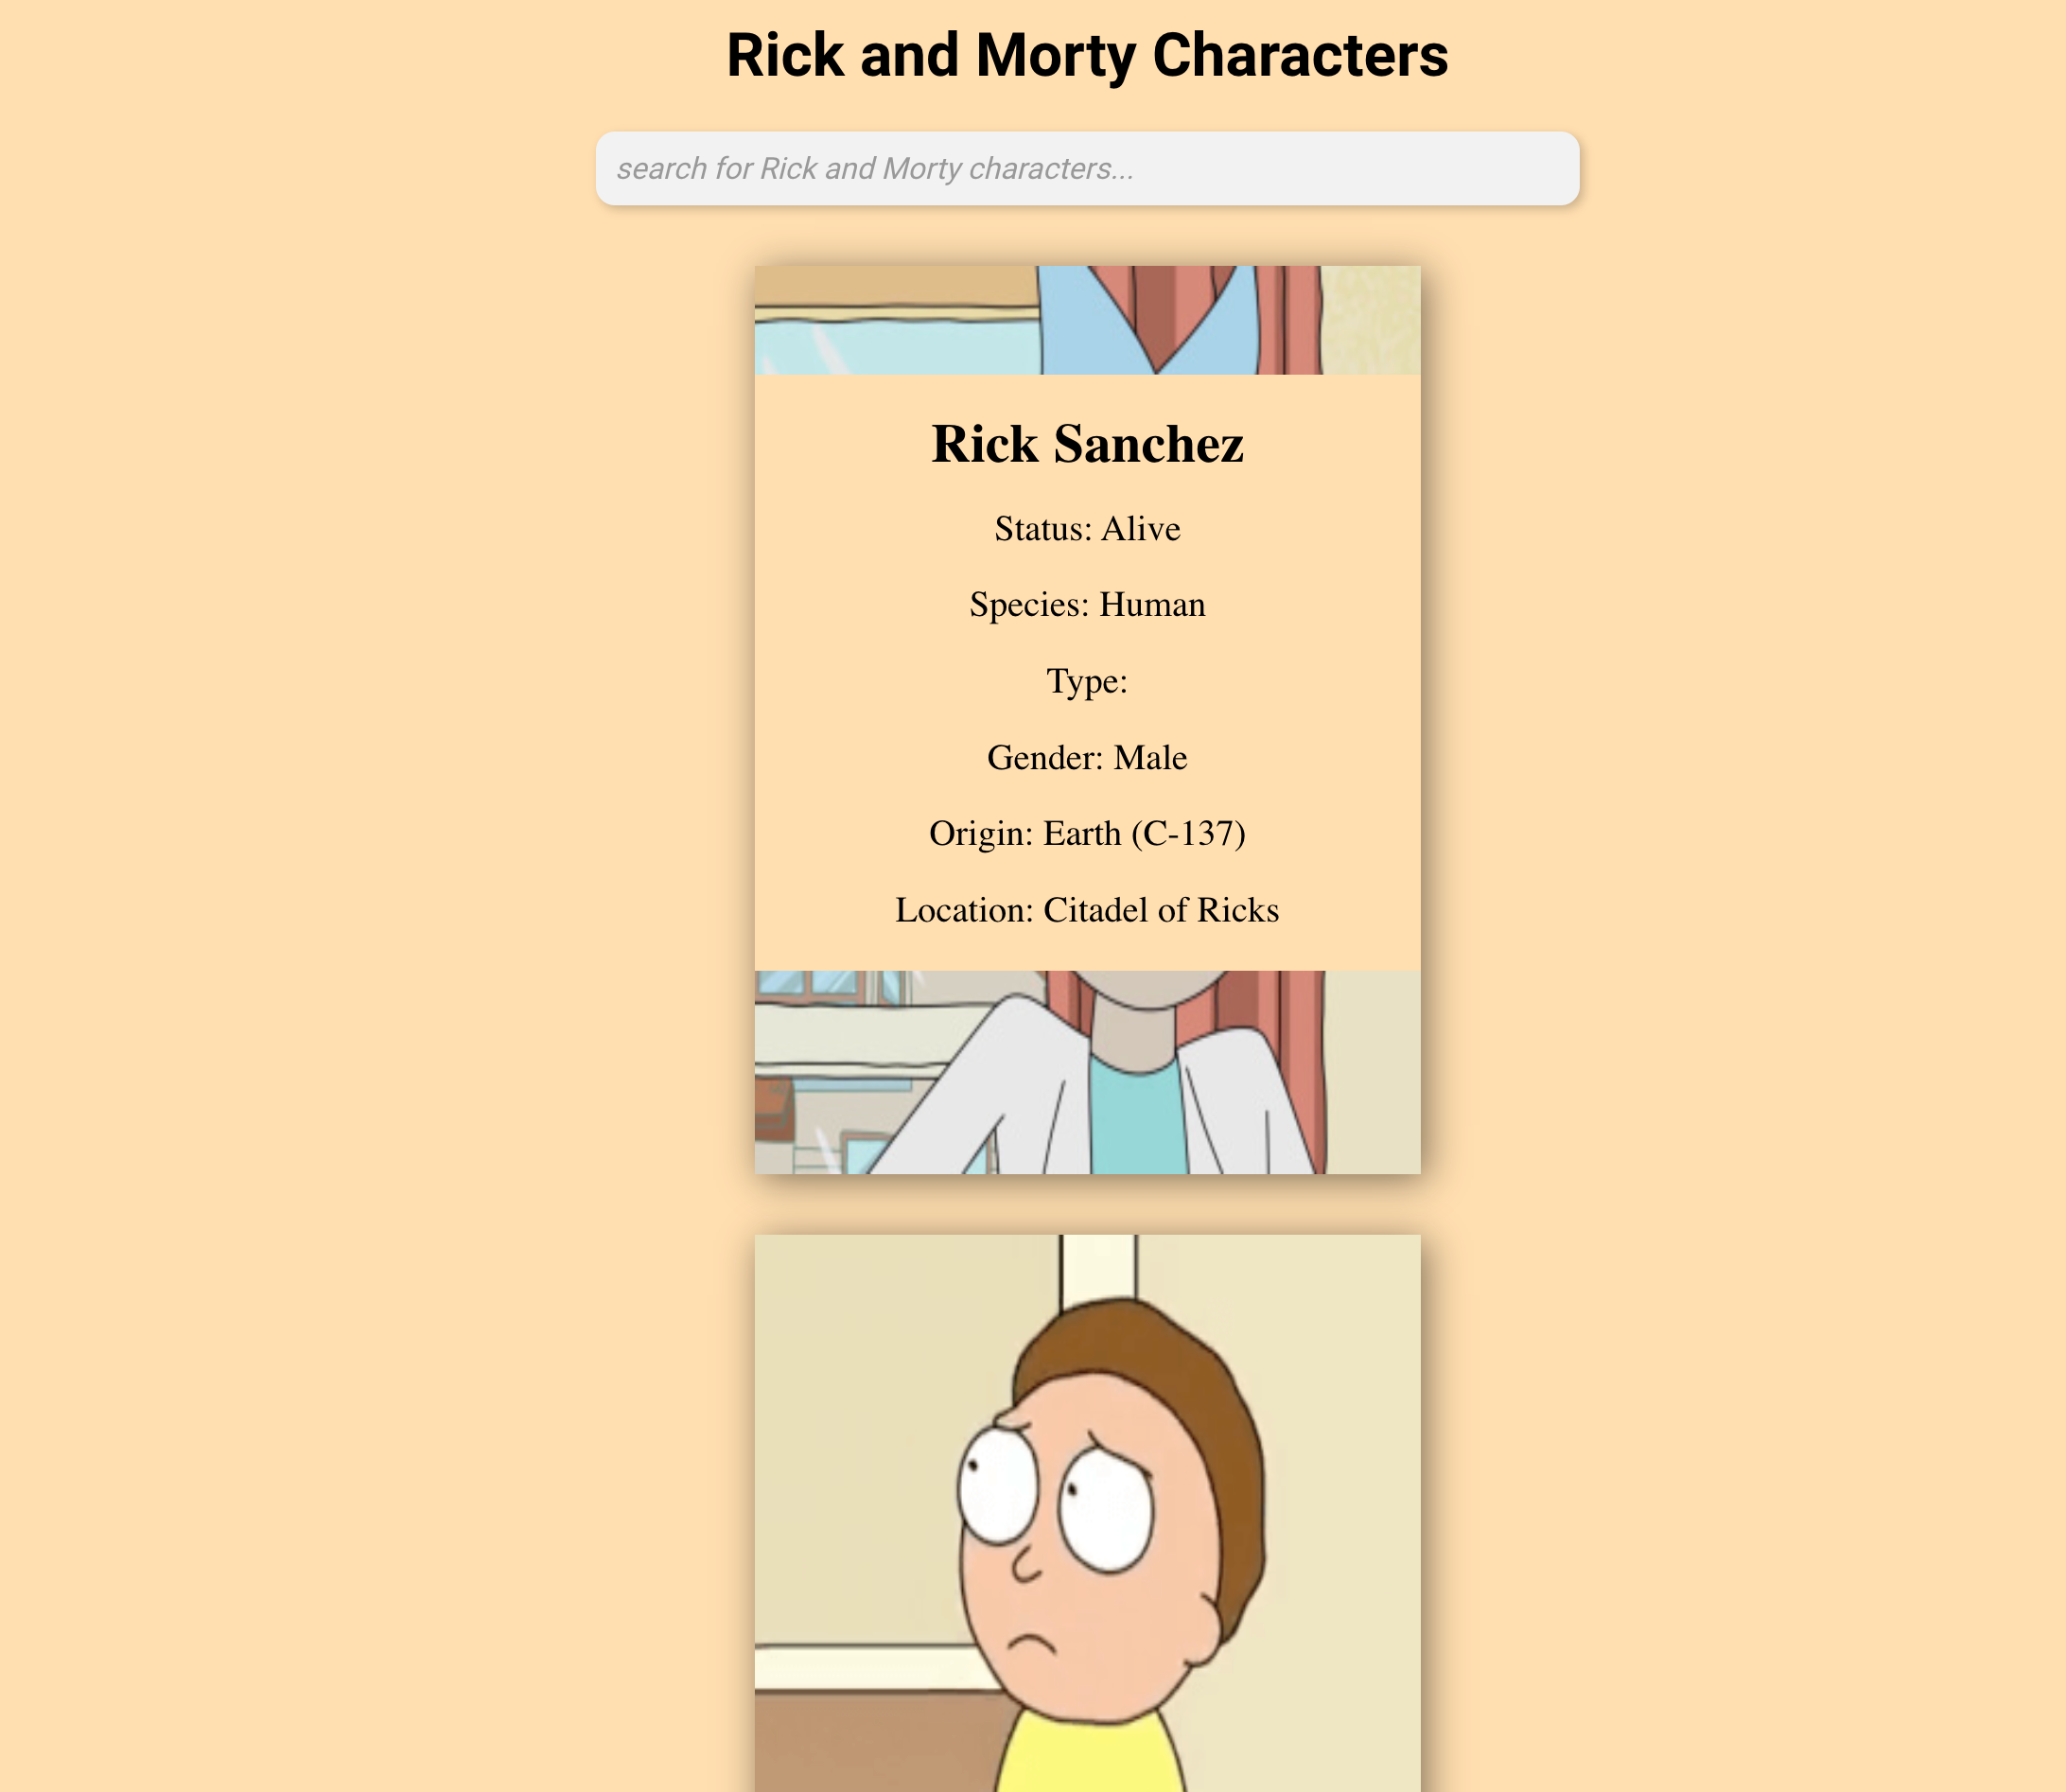 Rick and Morty Characters
search for Rick and Morty characters...
Rick Sanchez
Status: Alive
Species: Human
Type:
Gender: Male
Origin: Earth (C-137)
Location: Citadel of Ricks